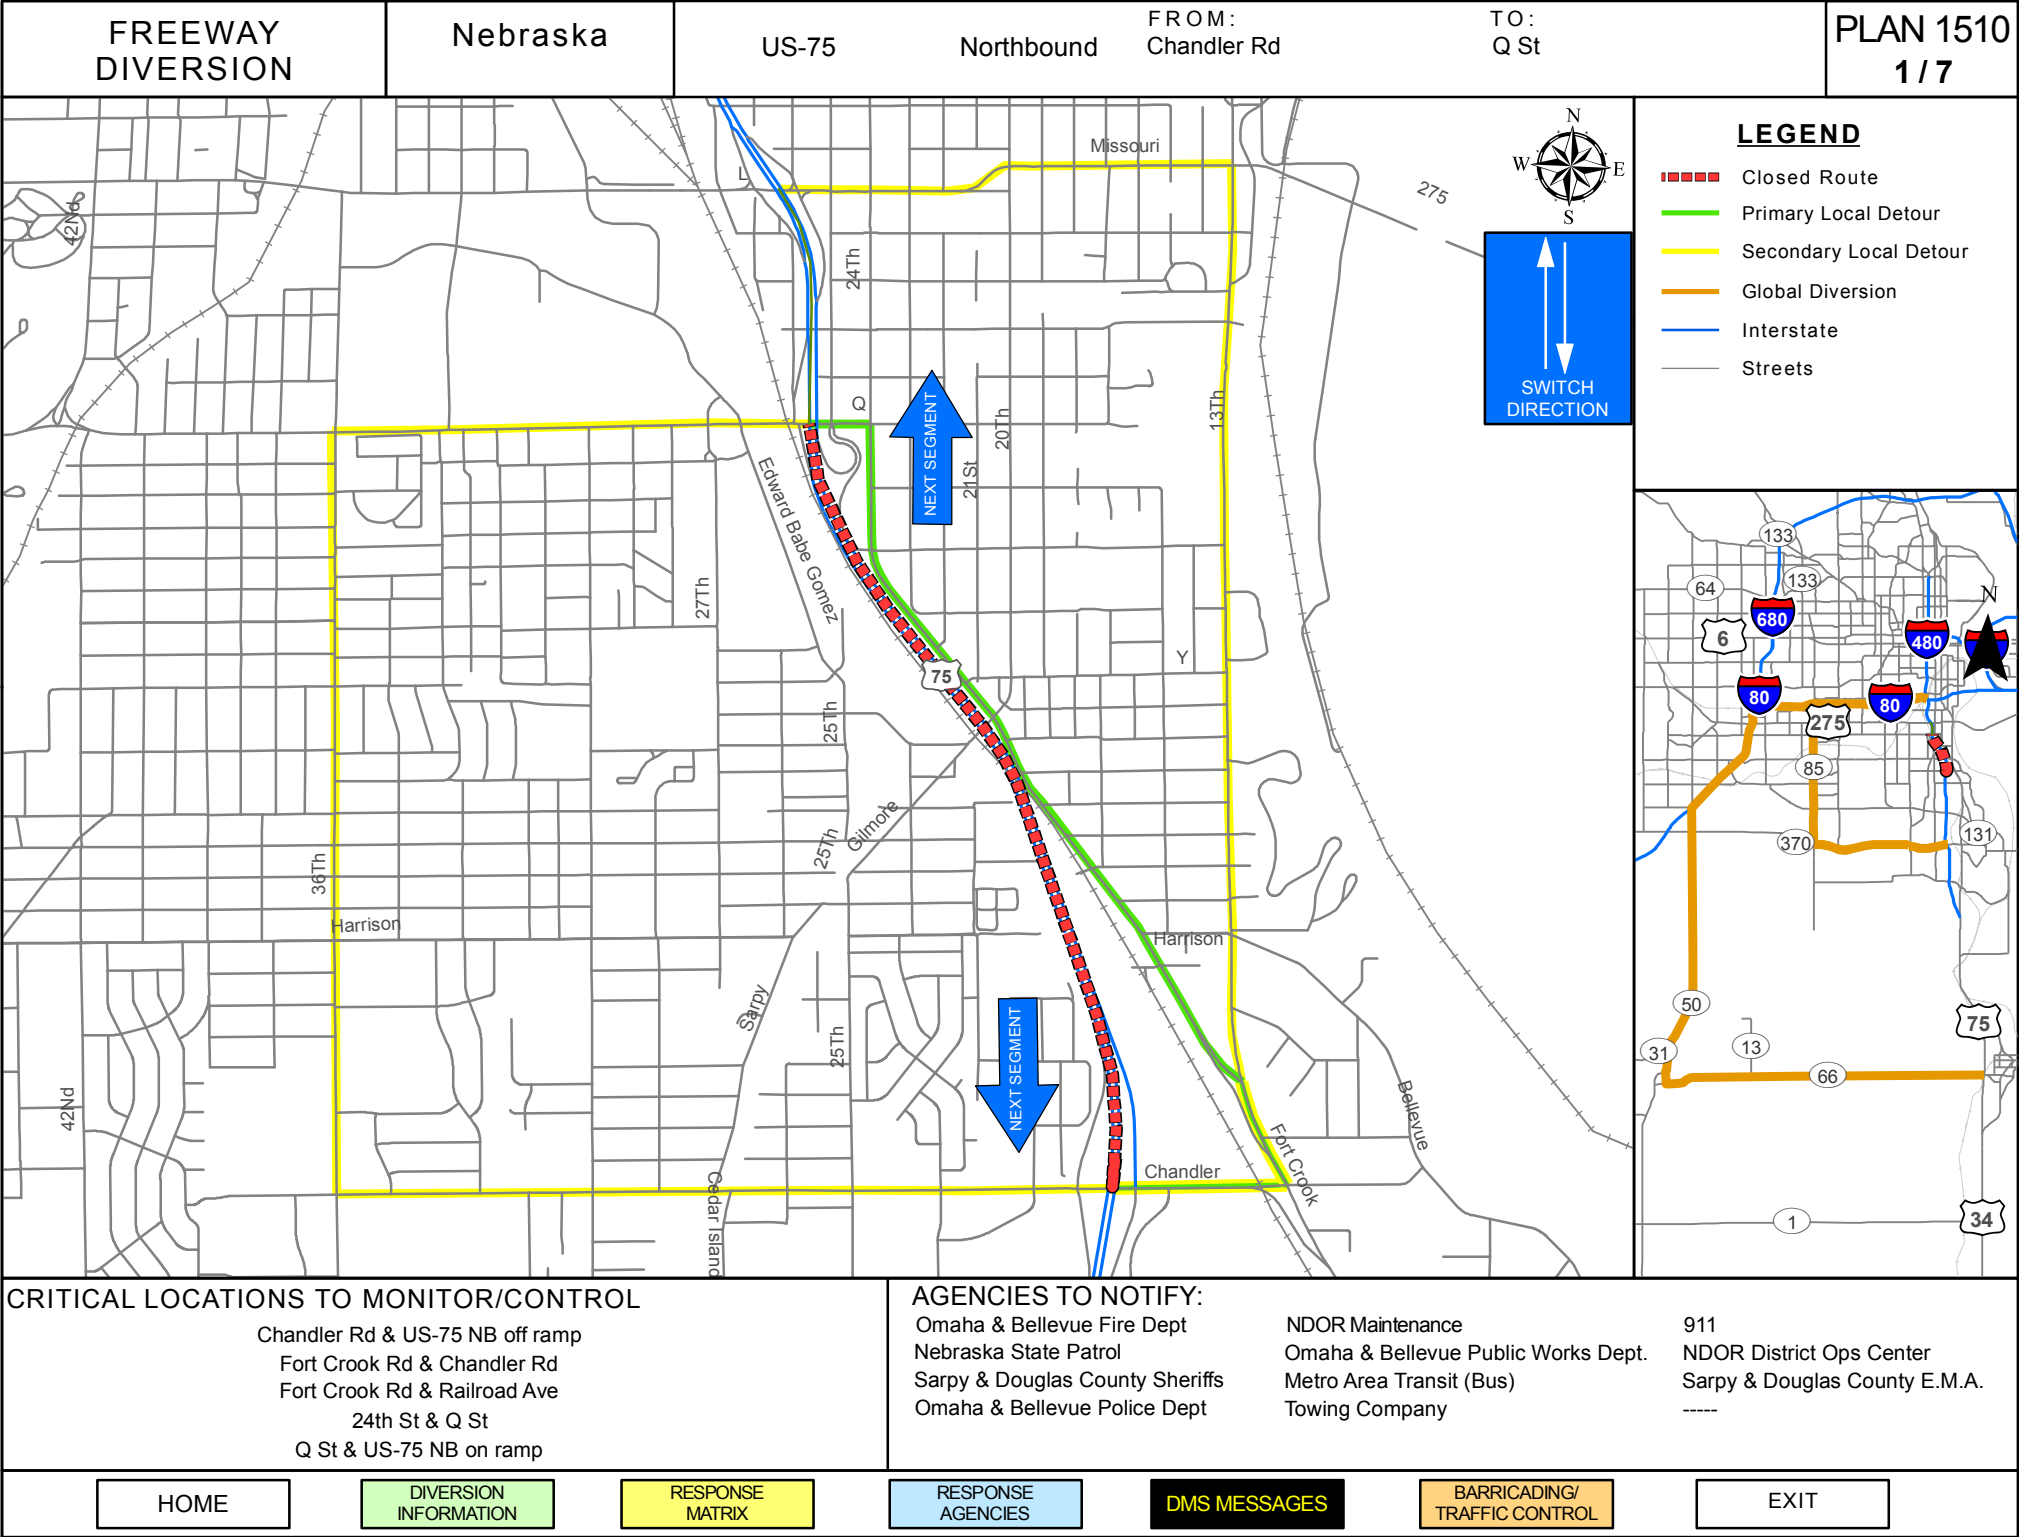 FREEWAY
DIVERSION
Nebraska
US-75
Northbound
FROM:
Chandler Rd
TO:
Q St
PLAN 1510
1 / 7
Missouri
L
275
42Nd
24Th
N
W
E
S
SWITCH
DIRECTION
LEGEND
Closed Route
Primary Local Detour
Secondary Local Detour
Global Diversion
Interstate
Streets
Q
NEXT SEGMENT
20Th
21St
13Th
Edward Babe Gomez
27Th
Y
75
25Th
25Th
Gilmore
36Th
Harrison
Harrison
Sarpy
25Th
NEXT SEGMENT
42Nd
Cedar Island
Chandler
Fort Crook
Bellevue
133
64
133
680
6
480
N
80
80
275
85
370
131
50
31
13
66
75
1
34
CRITICAL LOCATIONS TO MONITOR/CONTROL
Chandler Rd & US-75 NB off ramp
Fort Crook Rd & Chandler Rd
Fort Crook Rd & Railroad Ave
24th St & Q St
Q St & US-75 NB on ramp
AGENCIES TO NOTIFY:
Omaha & Bellevue Fire Dept
Nebraska State Patrol
Sarpy & Douglas County Sheriffs
Omaha & Bellevue Police Dept
NDOR Maintenance
Omaha & Bellevue Public Works Dept.
Metro Area Transit (Bus)
Towing Company
911
NDOR District Ops Center
Sarpy & Douglas County E.M.A.
-----
HOME
DIVERSION
INFORMATION
RESPONSE
MATRIX
RESPONSE
AGENCIES
DMS MESSAGES
BARRICADING/
TRAFFIC CONTROL
EXIT